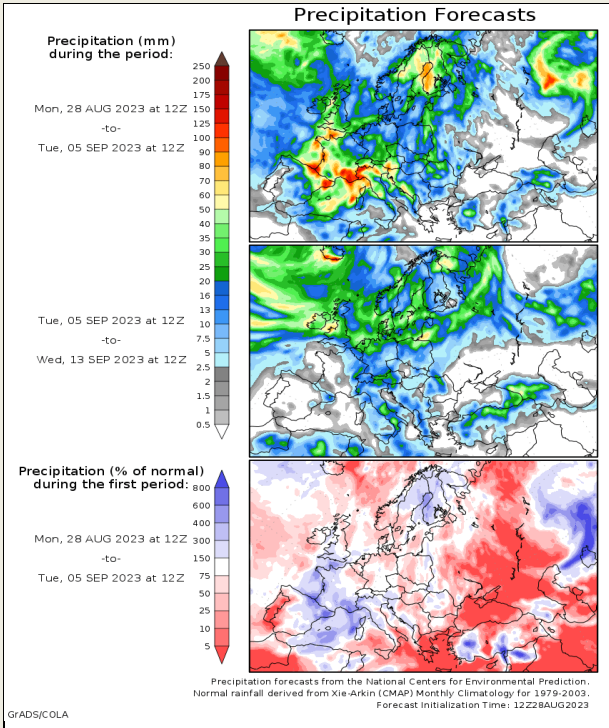 Precipitation Forecasts
Precipitation (mm)
during the period:
Mon, 28 AUG 2023 at 12Z
-to-
Tue, 05 SEP 2023 at 12Z
250
200
175
150
125
100
90
80
70
60
50
40
35
30
25
20
16
13
10
7.5
5
2.5
2
1.5
1
0.5
Tue, 05 SEP 2023 at 12Z
-to-
Wed, 13 SEP 2023 at 12Z
Precipitation (% of normal)
during the first period:
Mon, 28 AUG 2023 at 12Z
-to-
Tue, 05 SEP 2023 at 12Z
800
600
400
300
150
75
50
25
10
5
Precipitation forecasts from the National Centers for Environmental Prediction.
Normal rainfall derived from Xie-Arkin (CMAP) Monthly Climatology for 1979-2003.
Forecast Initialization Time: 12Z28AUG2023
GrADS/COLA